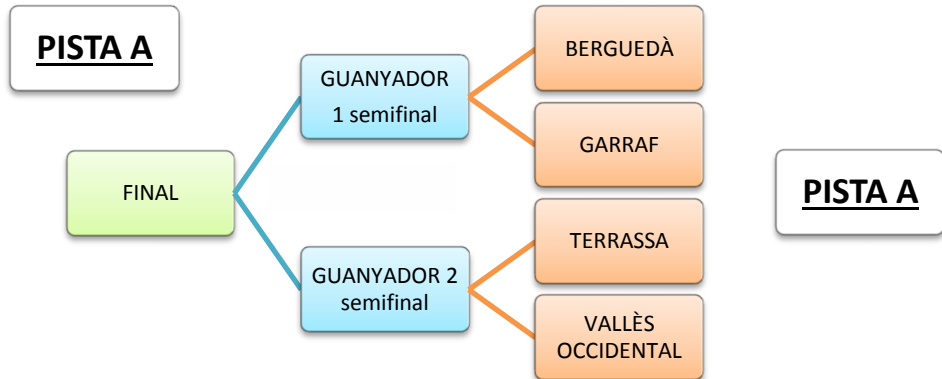 PISTA A
BERGUEDÀ
GUANYADOR
1 semifinal
GARRAF
FINAL
PISTA A
TERRASSA
GUANYADOR 2
semifinal
VALLÈS
OCCIDENTAL